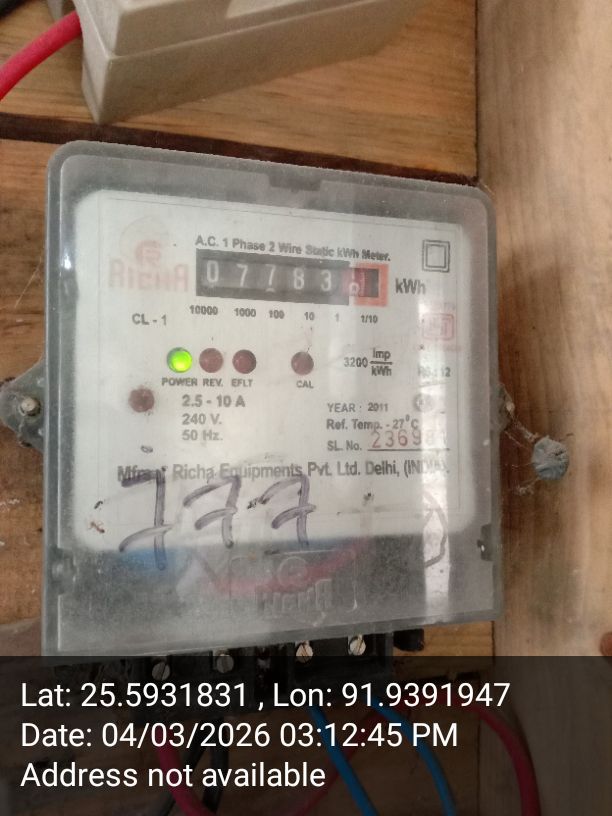 A.C. 1 Phase 2 Wire Static kWh Meter.
07783
kWh
10000 1000 100 10 1 1/10
CL - 1
3200 Imp/kWh
POWER REV. EFLT CAL
2.5 - 10 A
240 V.
50 Hz.
YEAR : 2011
Ref. Temp. - 27°C
SL. No. 2369
Richa Equipments Pvt. Ltd. Delhi, (INDIA).
777
Lat: 25.5931831 , Lon: 91.9391947
Date: 04/03/2026 03:12:45 PM
Address not available